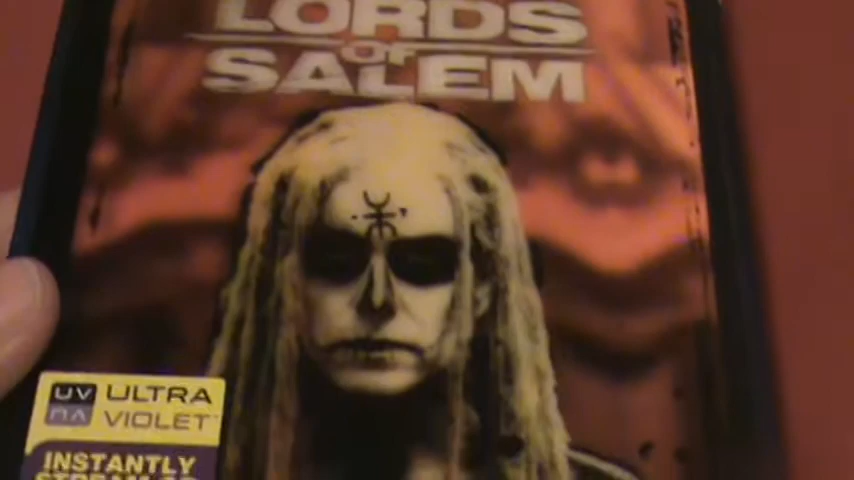 LORDS
OF
SALEM
UV
ULTRA
VIOLET
INSTANTLY